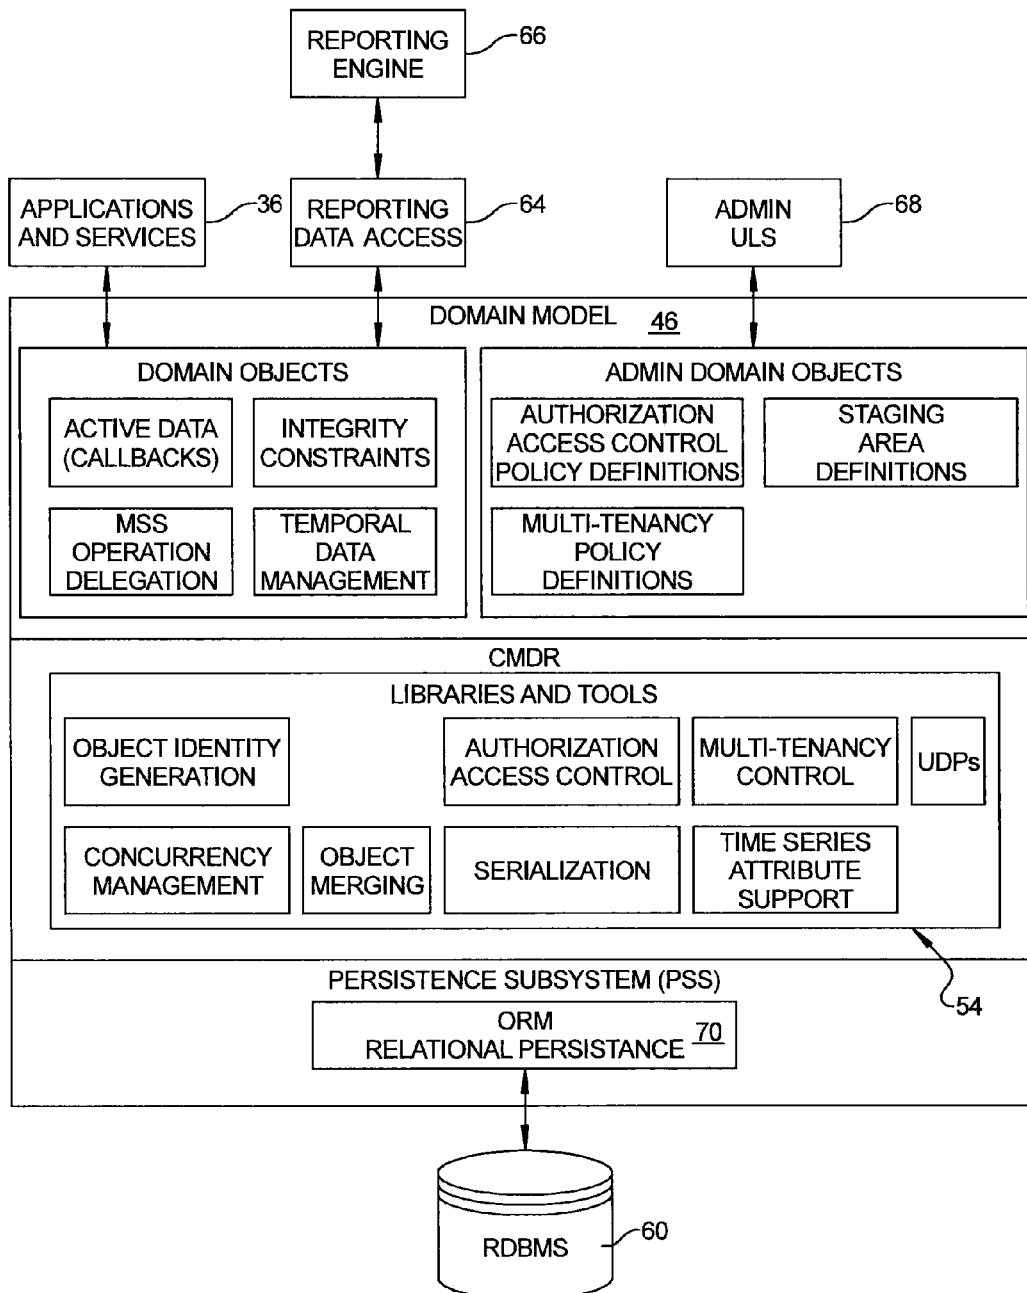 REPORTING
ENGINE
66
APPLICATIONS
AND SERVICES
36
REPORTING
DATA ACCESS
64
ADMIN
ULS
68
DOMAIN MODEL 46
DOMAIN OBJECTS
ACTIVE DATA
(CALLBACKS)
INTEGRITY
CONSTRAINTS
MSS
OPERATION
DELEGATION
TEMPORAL
DATA
MANAGEMENT
ADMIN DOMAIN OBJECTS
AUTHORIZATION
ACCESS CONTROL
POLICY DEFINITIONS
STAGING
AREA
DEFINITIONS
MULTI-TENANCY
POLICY
DEFINITIONS
CMDR
LIBRARIES AND TOOLS
OBJECT IDENTITY
GENERATION
AUTHORIZATION
ACCESS CONTROL
MULTI-TENANCY
CONTROL
UDPs
CONCURRENCY
MANAGEMENT
OBJECT
MERGING
SERIALIZATION
TIME SERIES
ATTRIBUTE
SUPPORT
54
PERSISTENCE SUBSYSTEM (PSS)
ORM
RELATIONAL PERSISTANCE 70
RDBMS
60